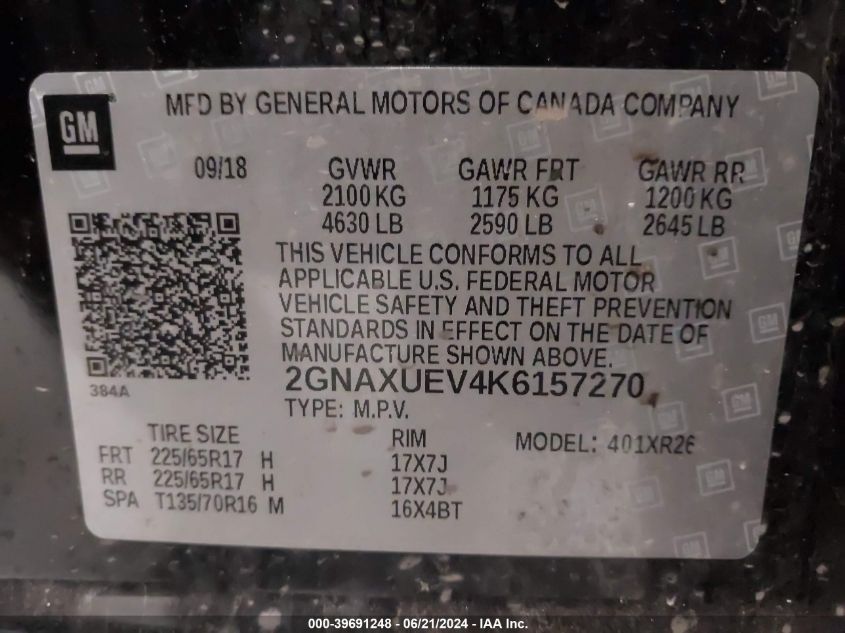 GM
MFD BY GENERAL MOTORS OF CANADA COMPANY
09/18 GVWR GAWR FRT GAWR RR
2100 KG 1175 KG 1200 KG
4630 LB 2590 LB 2645 LB
THIS VEHICLE CONFORMS TO ALL
APPLICABLE U.S. FEDERAL MOTOR
VEHICLE SAFETY AND THEFT PREVENTION
STANDARDS IN EFFECT ON THE DATE OF
MANUFACTURE SHOWN ABOVE.
384A
2GNAXUEV4K6157270
TYPE: M.P.V.
TIRE SIZE RIM MODEL: 401XR26
FRT 225/65R17 H 17X7J
RR 225/65R17 H 17X7J
SPA T135/70R16 M 16X4BT
000-39691248 - 06/21/2024 - IAA Inc.